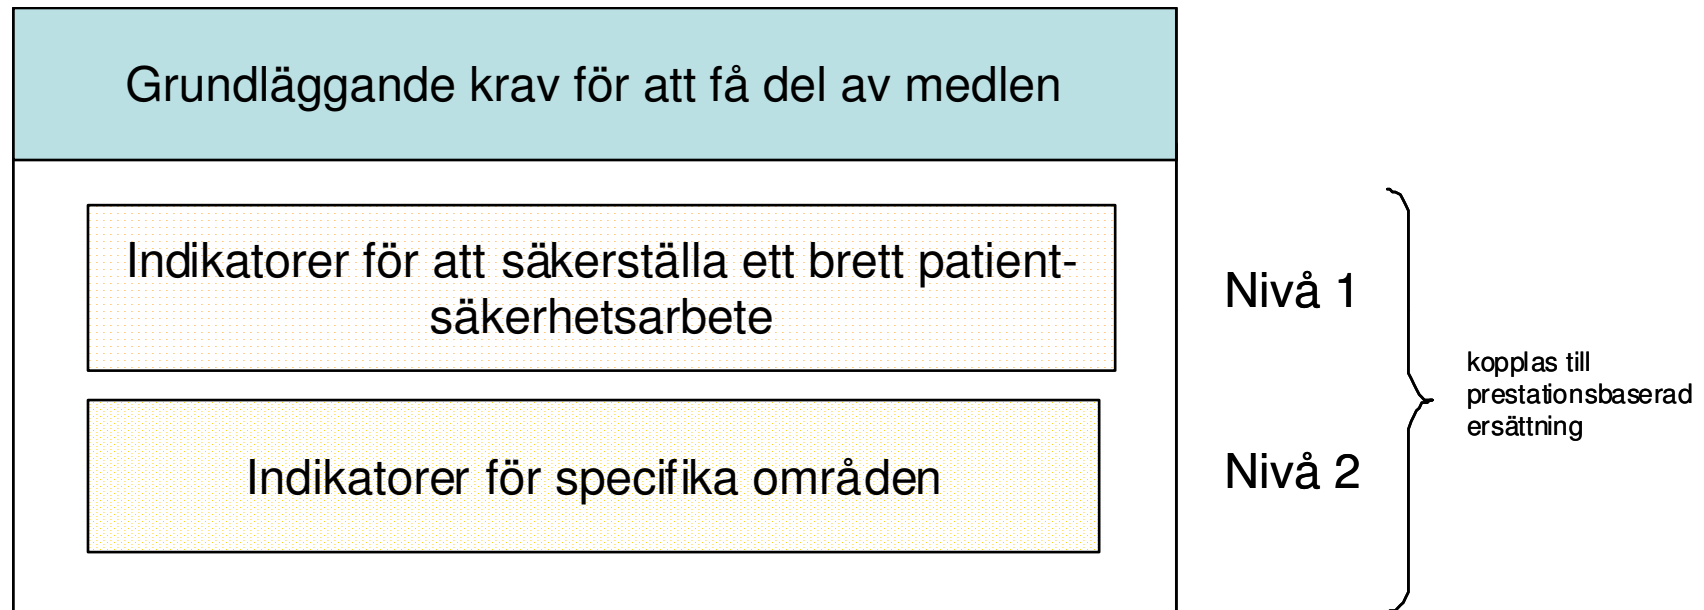 Grundläggande krav för att få del av medlen
Indikatorer för att säkerställa ett brett patient-
säkerhetsarbete
Nivå 1
kopplas till
prestationsbaserad
ersättning
Indikatorer för specifika områden
Nivå 2